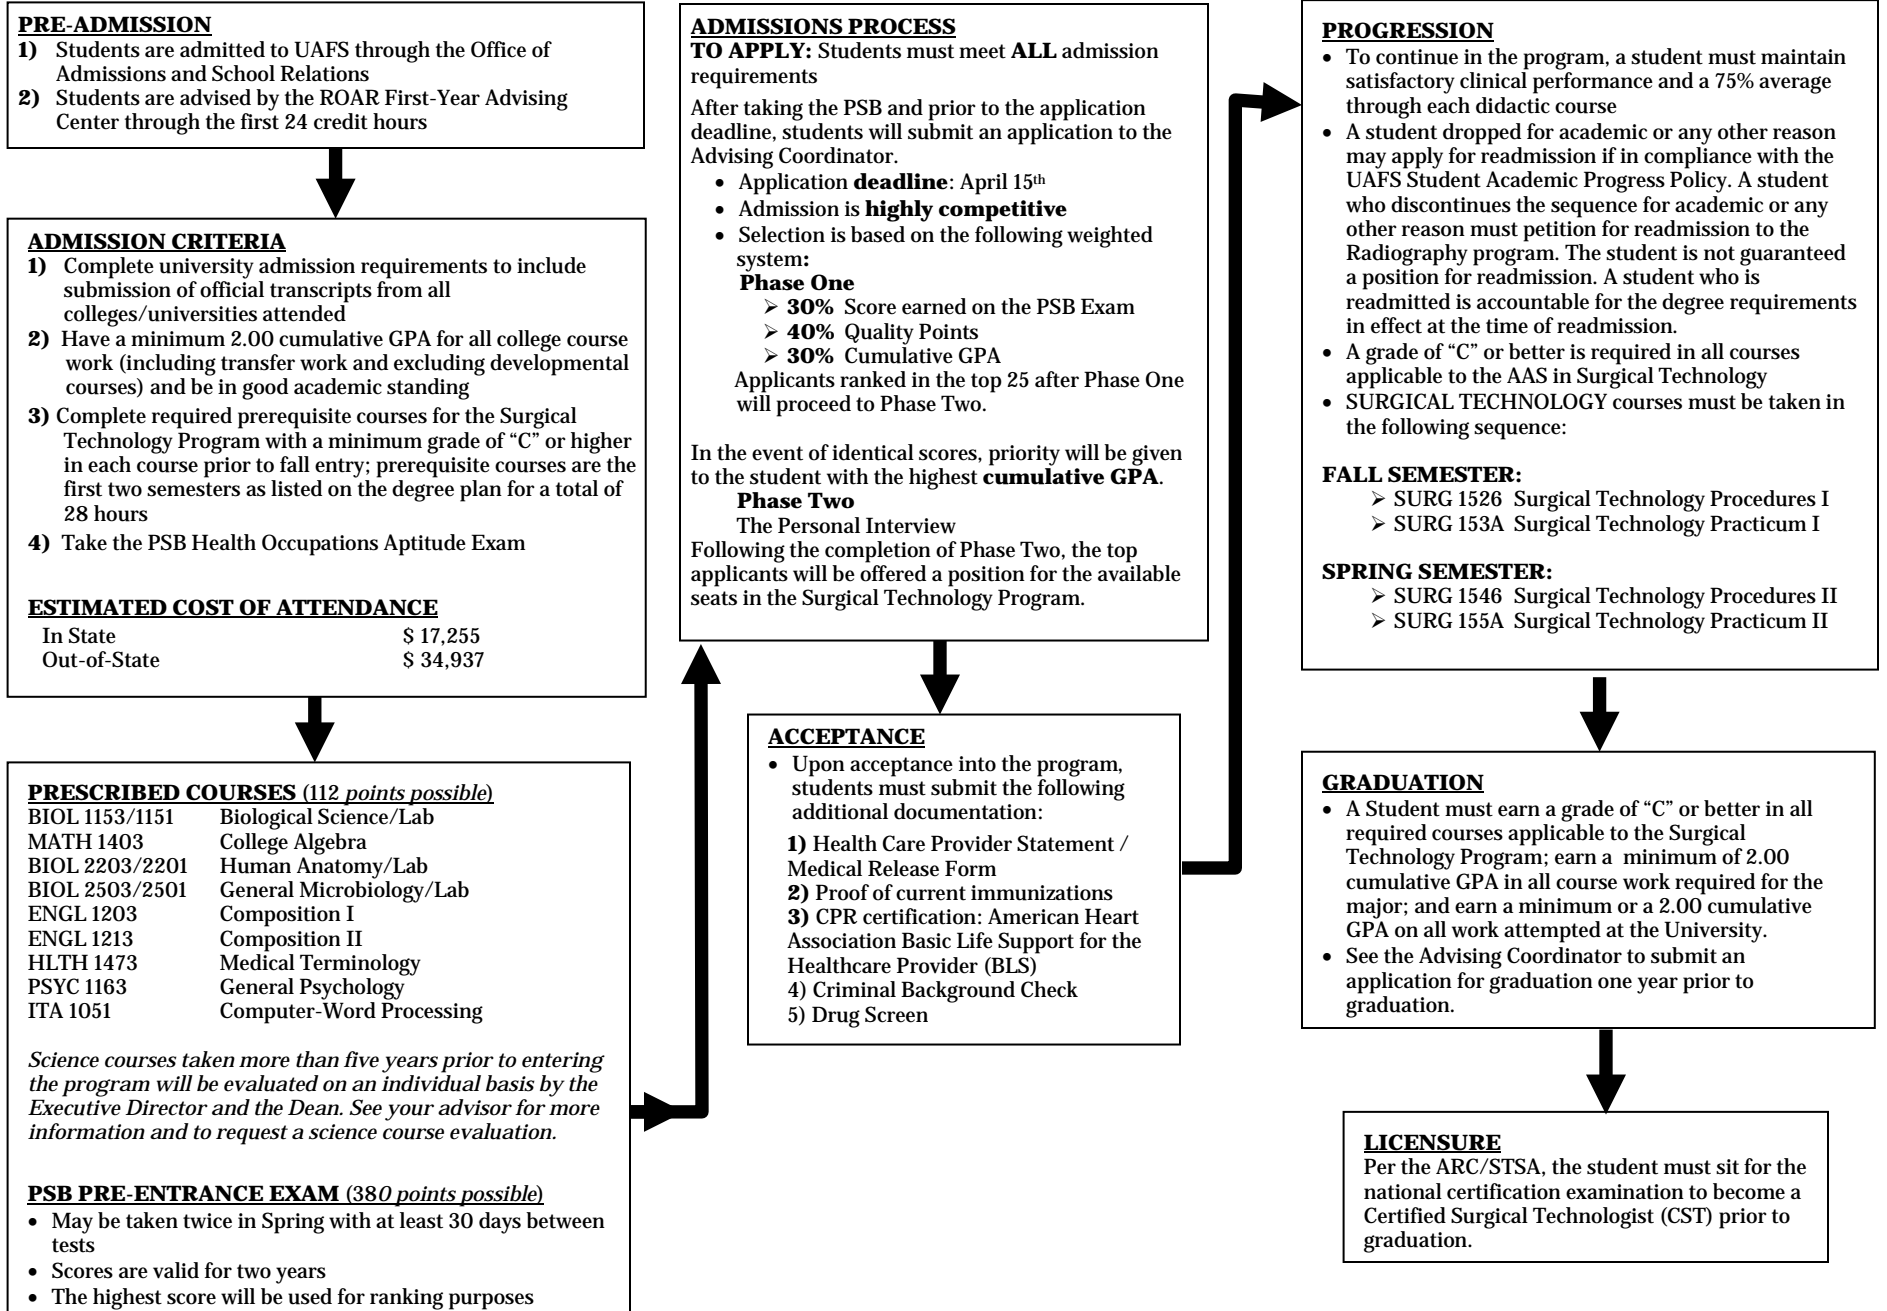 PRE-ADMISSION
1) Students are admitted to UAFS through the Office of
Admissions and School Relations
2) Students are advised by the ROAR First-Year Advising
Center through the first 24 credit hours
ADMISSION CRITERIA
1) Complete university admission requirements to include
submission of official transcripts from all
colleges/universities attended
2) Have a minimum 2.00 cumulative GPA for all college course
work (including transfer work and excluding developmental
courses) and be in good academic standing
3) Complete required prerequisite courses for the Surgical
Technology Program with a minimum grade of “C” or higher
in each course prior to fall entry; prerequisite courses are the
first two semesters as listed on the degree plan for a total of
28 hours
4) Take the PSB Health Occupations Aptitude Exam
ESTIMATED COST OF ATTENDANCE
In State $ 17,255
Out-of-State $ 34,937
PRESCRIBED COURSES (112 points possible)
BIOL 1153/1151 Biological Science/Lab
MATH 1403 College Algebra
BIOL 2203/2201 Human Anatomy/Lab
BIOL 2503/2501 General Microbiology/Lab
ENGL 1203 Composition I
ENGL 1213 Composition II
HLTH 1473 Medical Terminology
PSYC 1163 General Psychology
ITA 1051 Computer-Word Processing
Science courses taken more than five years prior to entering
the program will be evaluated on an individual basis by the
Executive Director and the Dean. See your advisor for more
information and to request a science course evaluation.
PSB PRE-ENTRANCE EXAM (380 points possible)
• May be taken twice in Spring with at least 30 days between
tests
• Scores are valid for two years
• The highest score will be used for ranking purposes
ADMISSIONS PROCESS
TO APPLY: Students must meet ALL admission
requirements
After taking the PSB and prior to the application
deadline, students will submit an application to the
Advising Coordinator.
• Application deadline: April 15th
• Admission is highly competitive
• Selection is based on the following weighted
system:
Phase One
➢ 30% Score earned on the PSB Exam
➢ 40% Quality Points
➢ 30% Cumulative GPA
Applicants ranked in the top 25 after Phase One
will proceed to Phase Two.
In the event of identical scores, priority will be given
to the student with the highest cumulative GPA.
Phase Two
The Personal Interview
Following the completion of Phase Two, the top
applicants will be offered a position for the available
seats in the Surgical Technology Program.
ACCEPTANCE
• Upon acceptance into the program,
students must submit the following
additional documentation:
1) Health Care Provider Statement /
Medical Release Form
2) Proof of current immunizations
3) CPR certification: American Heart
Association Basic Life Support for the
Healthcare Provider (BLS)
4) Criminal Background Check
5) Drug Screen
PROGRESSION
• To continue in the program, a student must maintain
satisfactory clinical performance and a 75% average
through each didactic course
• A student dropped for academic or any other reason
may apply for readmission if in compliance with the
UAFS Student Academic Progress Policy. A student
who discontinues the sequence for academic or any
other reason must petition for readmission to the
Radiography program. The student is not guaranteed
a position for readmission. A student who is
readmitted is accountable for the degree requirements
in effect at the time of readmission.
• A grade of “C” or better is required in all courses
applicable to the AAS in Surgical Technology
• SURGICAL TECHNOLOGY courses must be taken in
the following sequence:
FALL SEMESTER:
➢ SURG 1526 Surgical Technology Procedures I
➢ SURG 153A Surgical Technology Practicum I
SPRING SEMESTER:
➢ SURG 1546 Surgical Technology Procedures II
➢ SURG 155A Surgical Technology Practicum II
GRADUATION
• A Student must earn a grade of “C” or better in all
required courses applicable to the Surgical
Technology Program; earn a minimum of 2.00
cumulative GPA in all course work required for the
major; and earn a minimum or a 2.00 cumulative
GPA on all work attempted at the University.
• See the Advising Coordinator to submit an
application for graduation one year prior to
graduation.
LICENSURE
Per the ARC/STSA, the student must sit for the
national certification examination to become a
Certified Surgical Technologist (CST) prior to
graduation.